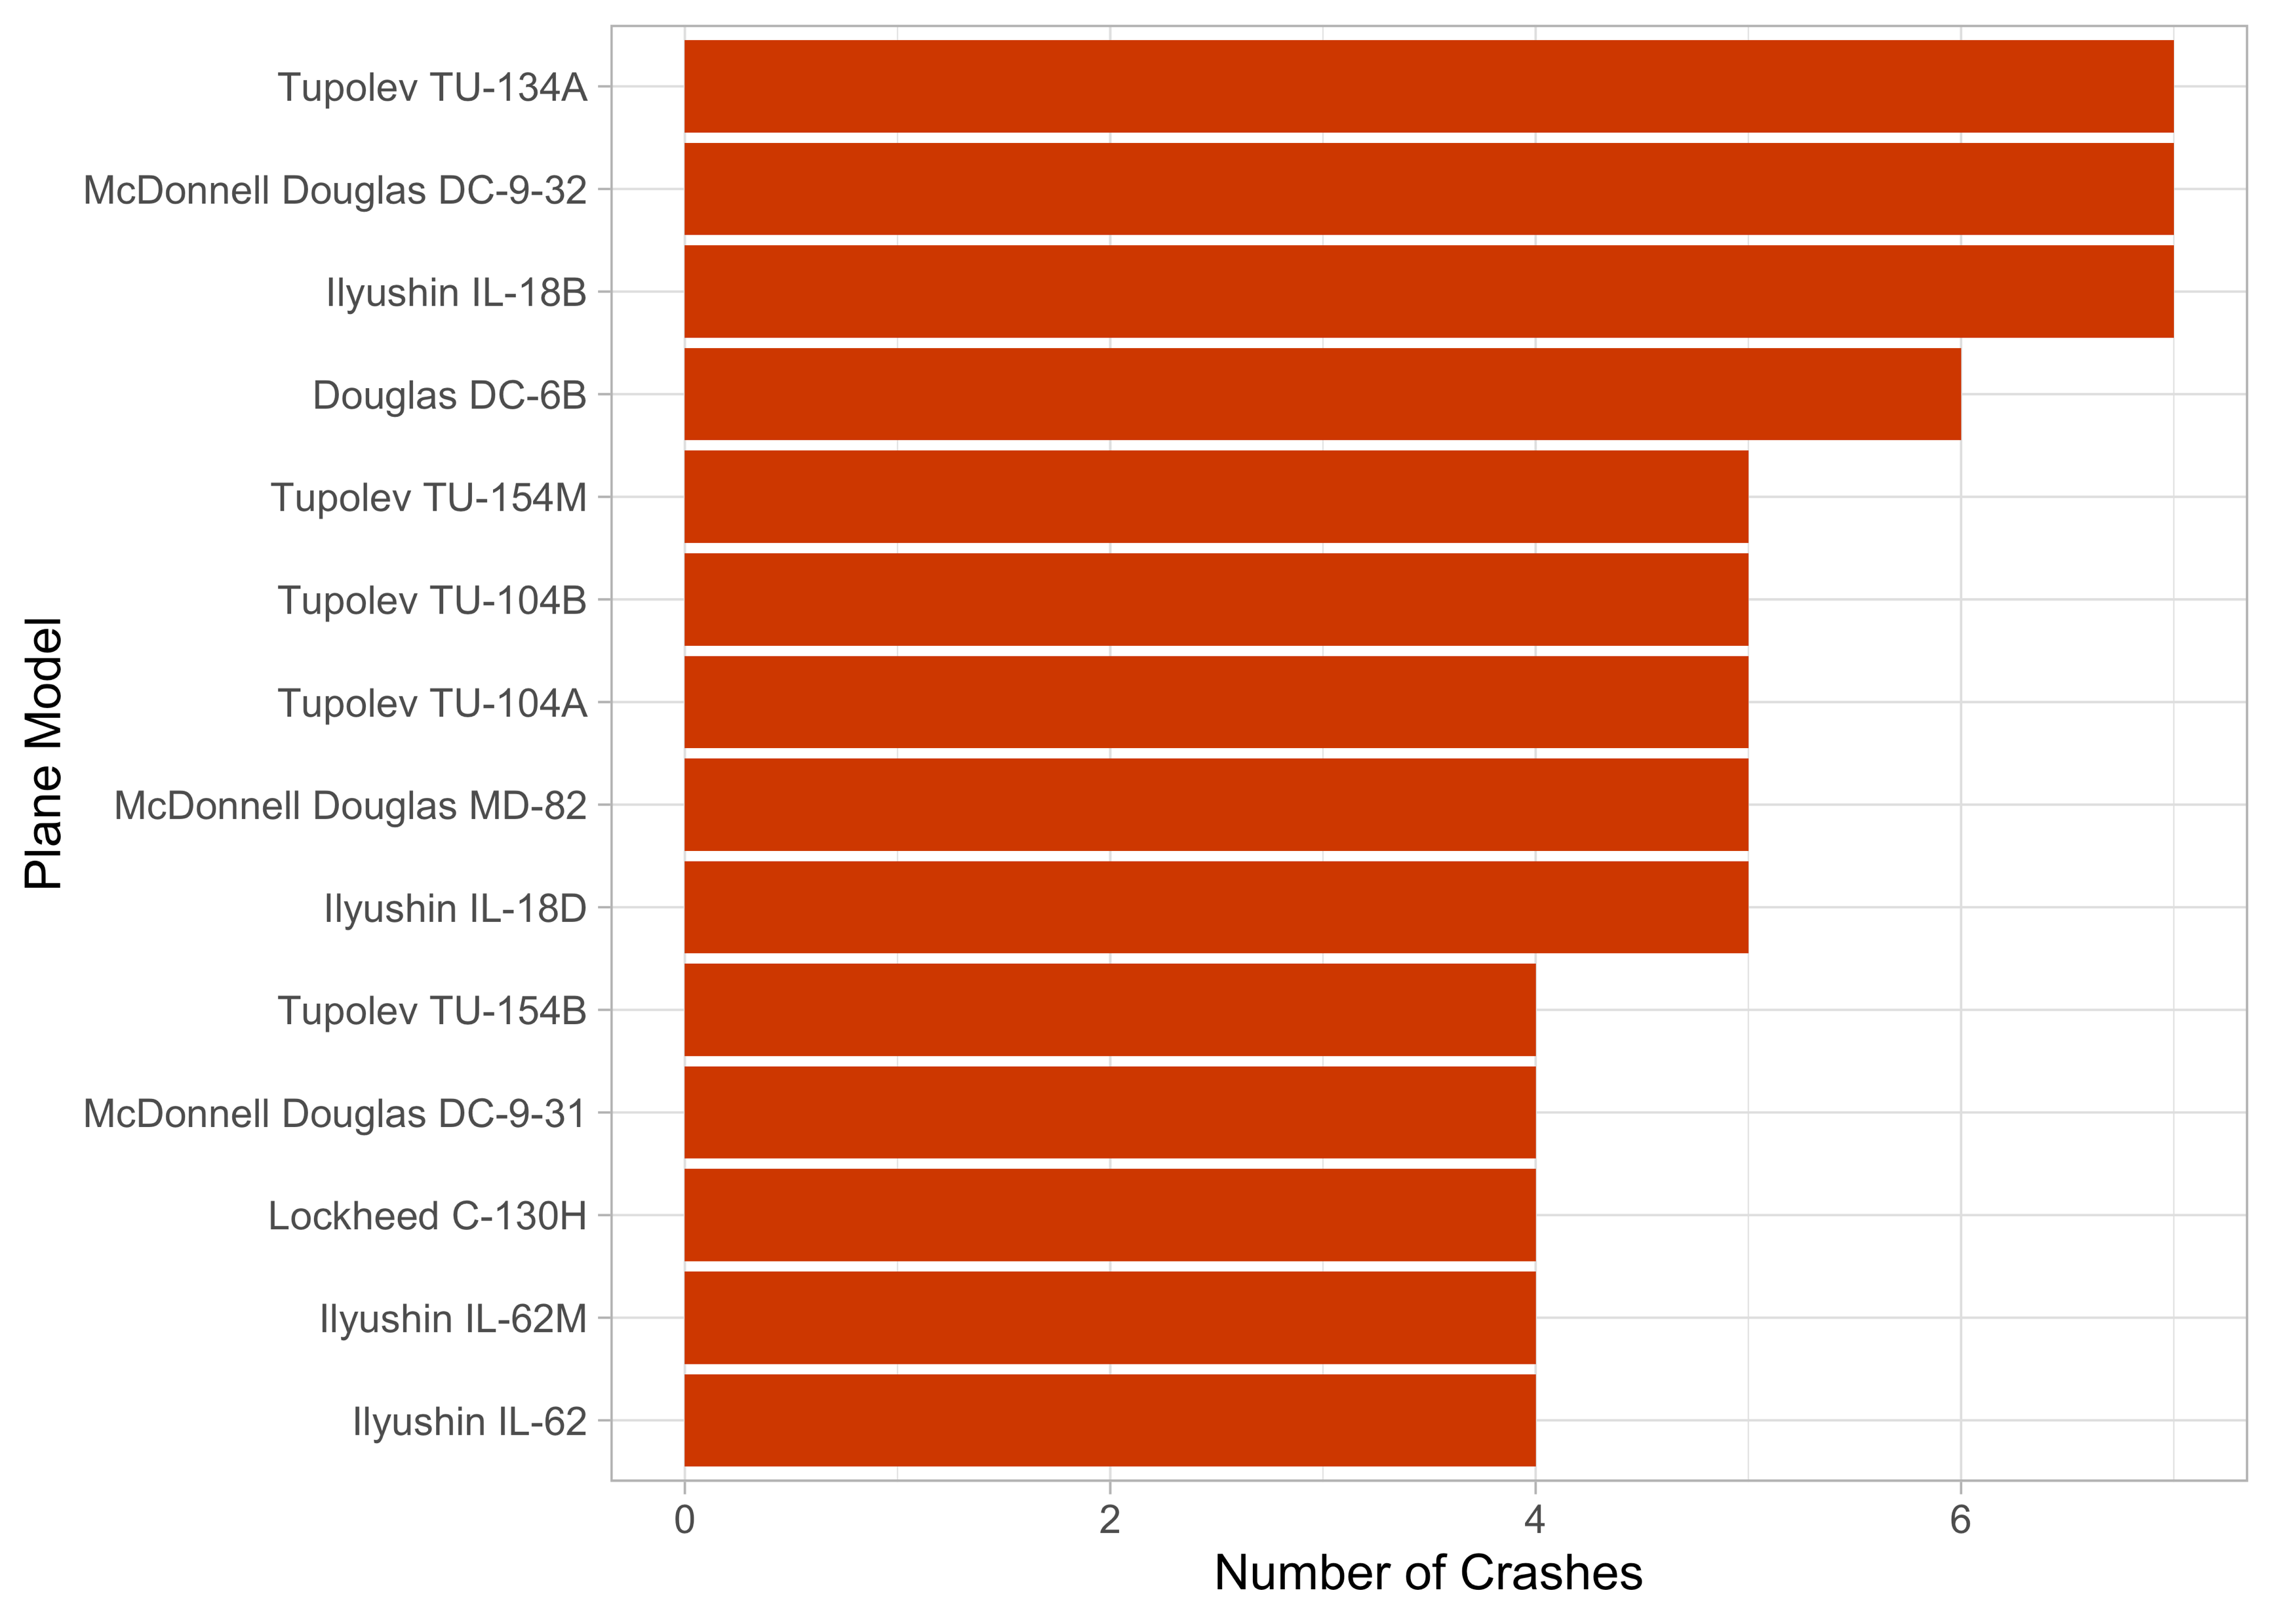 Tupolev TU-134A
McDonnell Douglas DC-9-32
Ilyushin IL-18B
Douglas DC-6B
Tupolev TU-154M
Tupolev TU-104B
Tupolev TU-104A
McDonnell Douglas MD-82
Ilyushin IL-18D
Tupolev TU-154B
McDonnell Douglas DC-9-31
Lockheed C-130H
Ilyushin IL-62M
Ilyushin IL-62
Plane Model
0 2 4 6
Number of Crashes